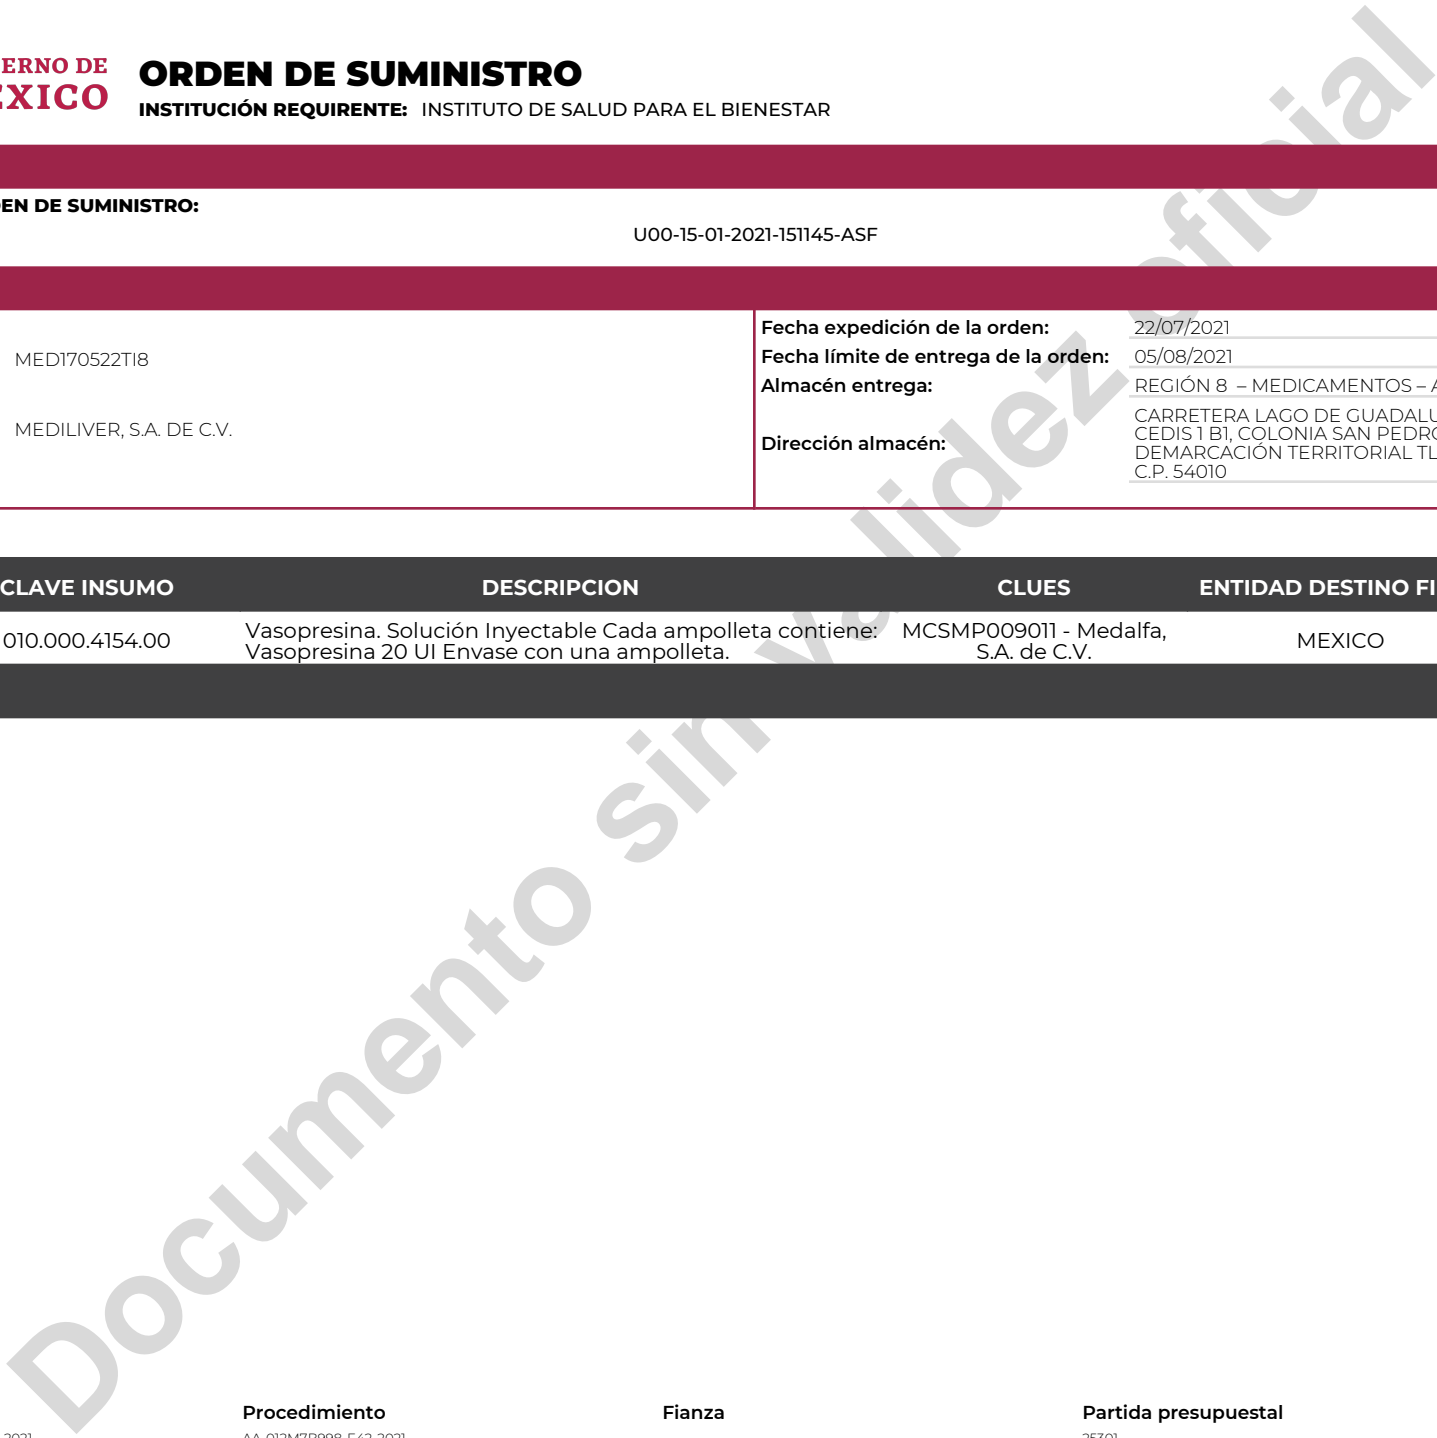 ERNO DE
ORDEN DE SUMINISTRO
EXICO
INSTITUCIÓN REQUIRENTE: INSTITUTO DE SALUD PARA EL BIENESTAR
EN DE SUMINISTRO:
U00-15-01-2021-151145-ASF
MED170522TI8
MEDILIVER, S.A. DE C.V.
Fecha expedición de la orden: 22/07/2021
Fecha límite de entrega de la orden: 05/08/2021
Almacén entrega: REGIÓN 8 – MEDICAMENTOS – A
Dirección almacén:
CARRETERA LAGO DE GUADALU
CEDIS 1 B1, COLONIA SAN PEDRO
DEMARCACIÓN TERRITORIAL TL
C.P. 54010
CLAVE INSUMO DESCRIPCION CLUES ENTIDAD DESTINO FI
010.000.4154.00
Vasopresina. Solución Inyectable Cada ampolleta contiene:
Vasopresina 20 UI Envase con una ampolleta.
MCSMP009011 - Medalfa,
S.A. de C.V.
MEXICO
Documento sin validez oficial
Procedimiento Fianza Partida presupuestal